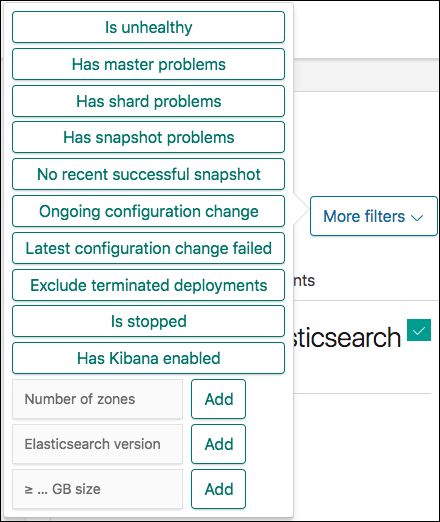 Is unhealthy
Has master problems
Has shard problems
Has snapshot problems
No recent successful snapshot
Ongoing configuration change
Latest configuration change failed
Exclude terminated deployments
Is stopped
Has Kibana enabled
Number of zones Add
Elasticsearch version Add
≥ ... GB size Add
More filters
nts
sticsearch